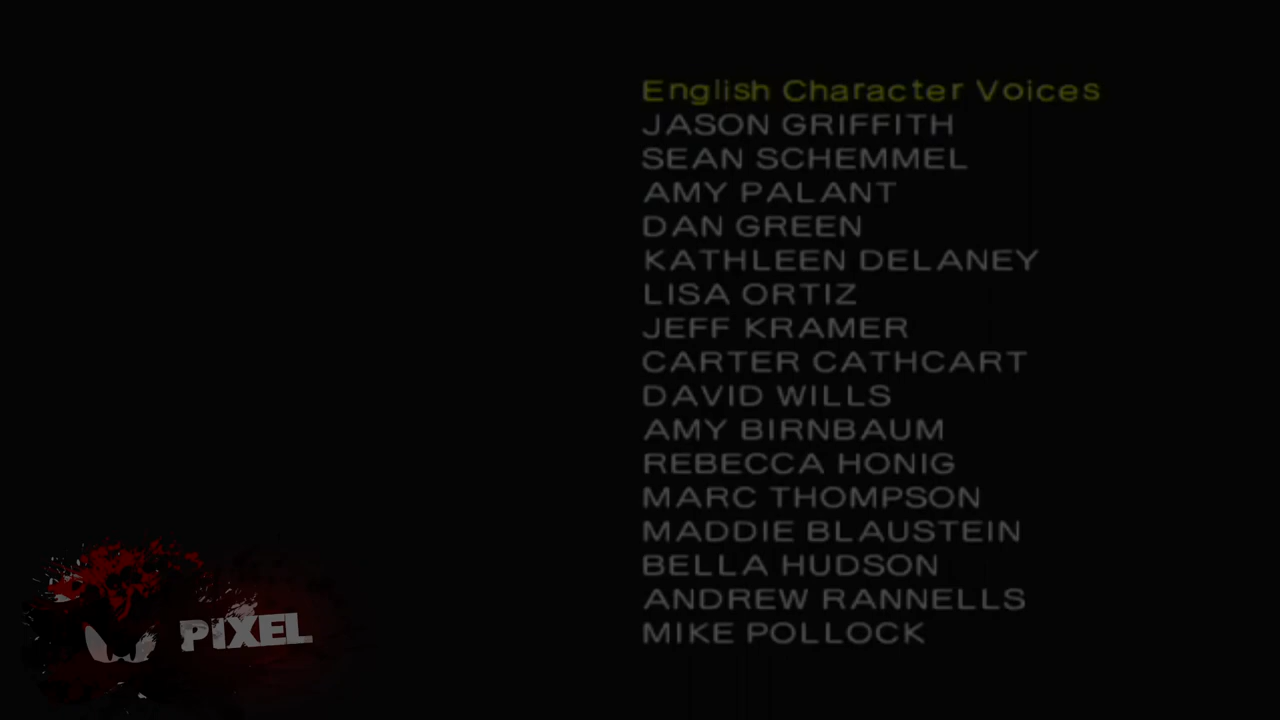 English Character Voices
JASON GRIFFITH
SEAN SCHEMMEL
AMY PALANT
DAN GREEN
KATHLEEN DELANEY
LISA ORTIZ
JEFF KRAMER
CARTER CATHCART
DAVID WILLS
AMY BIRNBAUM
REBECCA HONIG
MARC THOMPSON
MADDIE BLAUSTEIN
BELLA HUDSON
ANDREW RANNELLS
MIKE POLLOCK
PIXEL